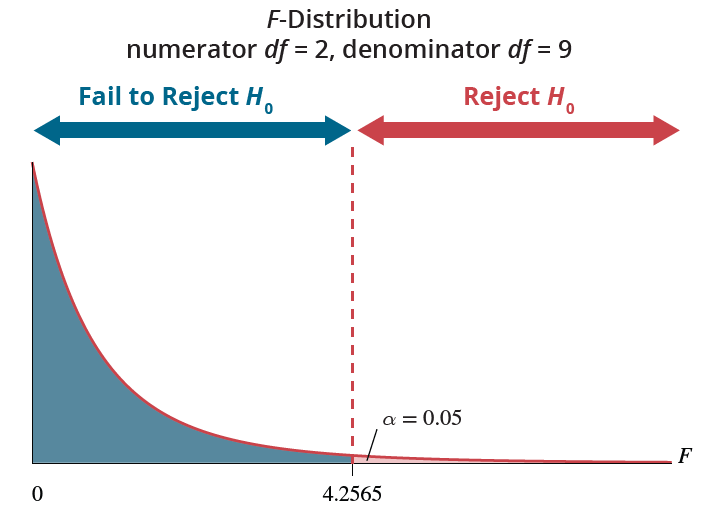 F-Distribution
numerator df = 2, denominator df = 9
Fail to Reject H₀
Reject H₀
α = 0.05
F
0
4.2565